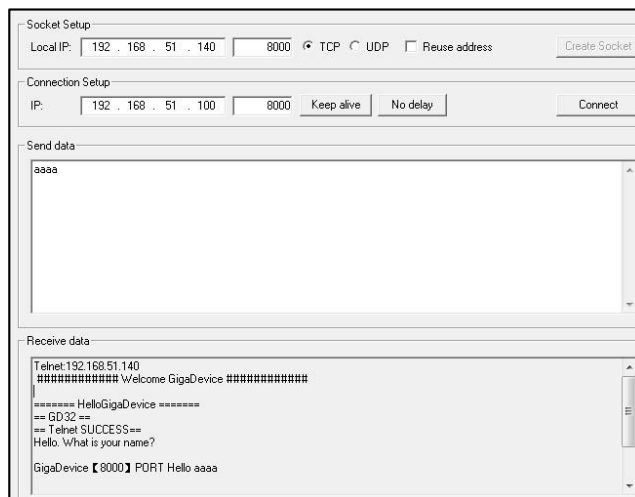 Socket Setup
Local IP: 192 . 168 . 51 . 140 8000 TCP UDP Reuse address Create Socket
Connection Setup
IP: 192 . 168 . 51 . 100 8000 Keep alive No delay Connect
Send data
aaaa
Receive data
Telnet:192.168.51.140
############ Welcome GigaDevice ############
======= HelloGigaDevice =======
== GD32 ==
== Telnet SUCCESS==
Hello. What is your name?
GigaDevice【8000】PORT Hello aaaa